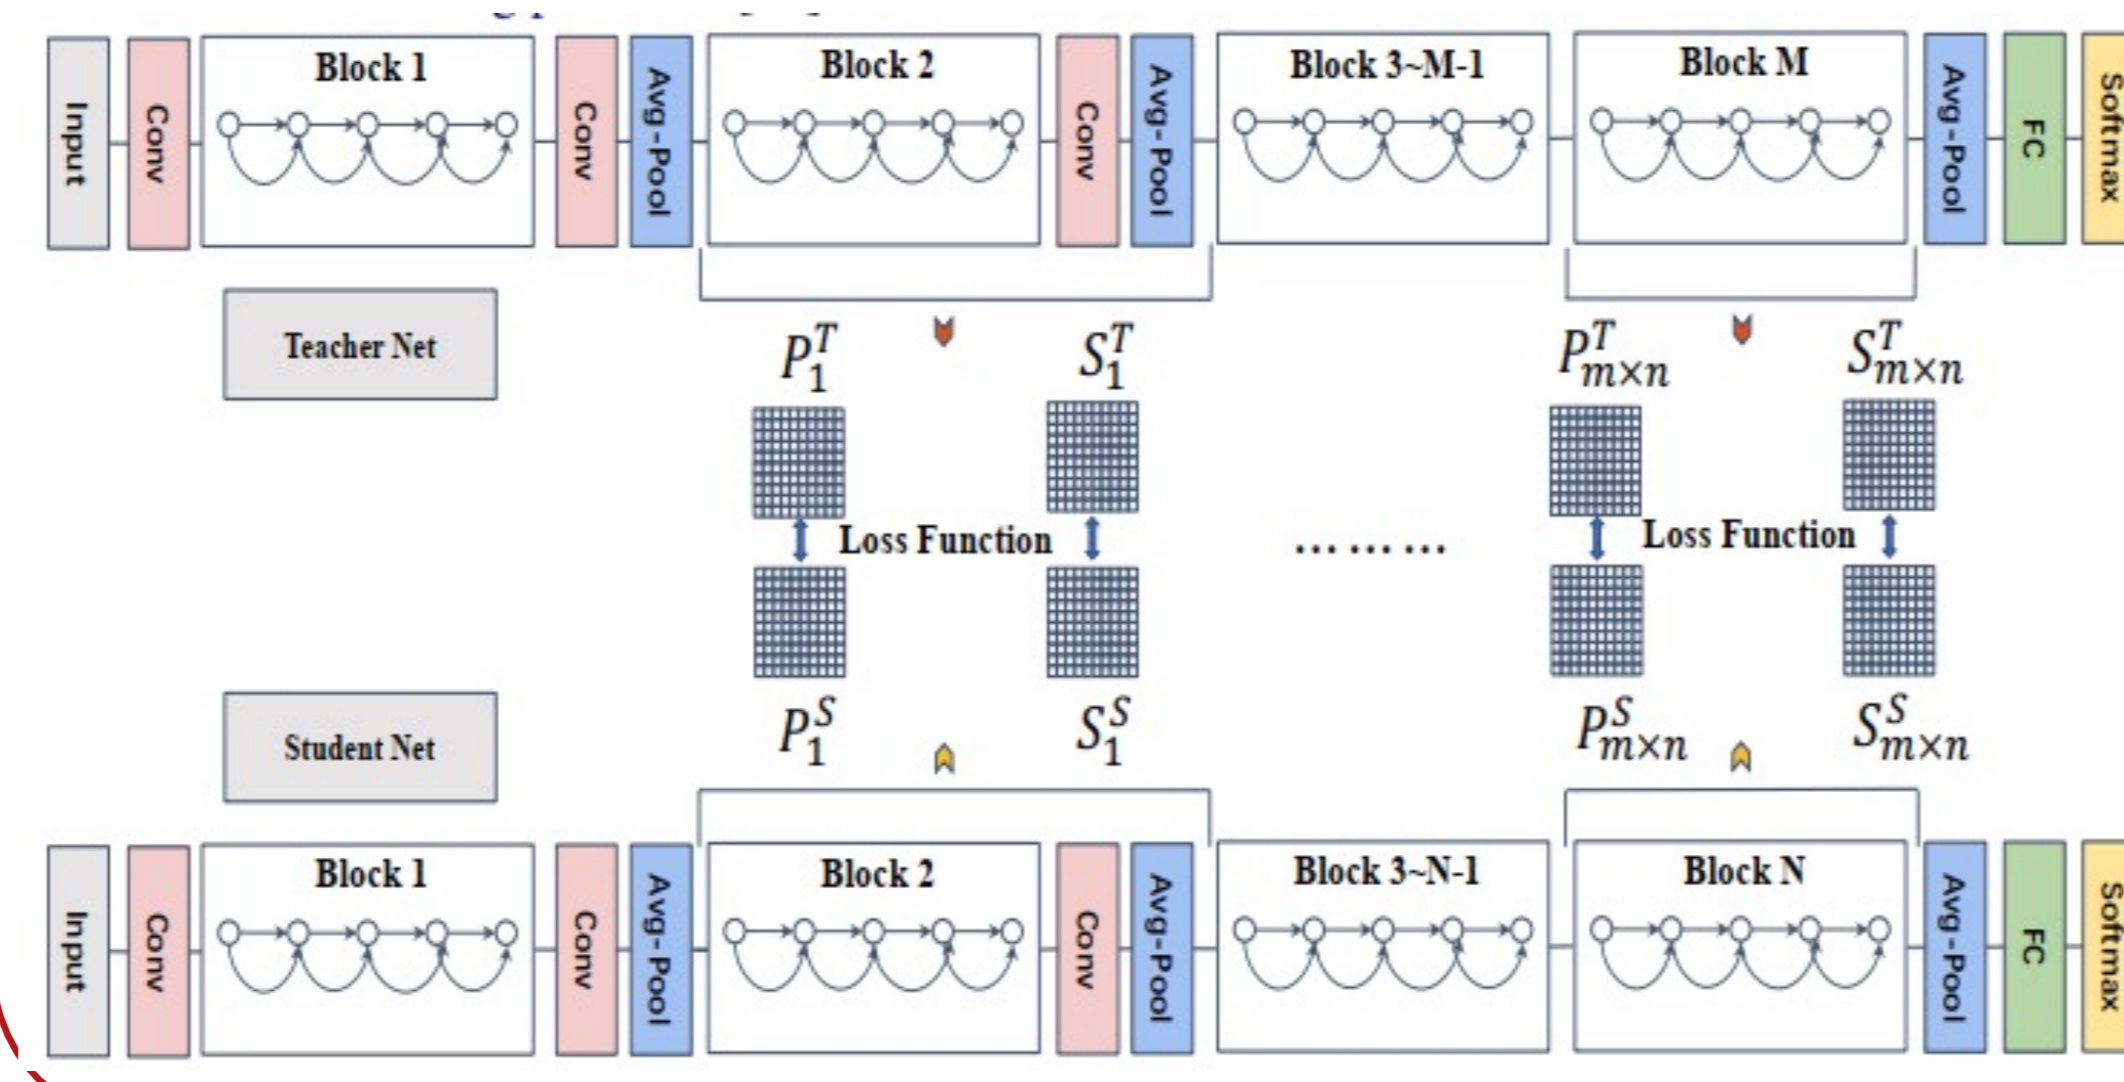 Input
Conv
Block 1
Conv
Avg-Pool
Block 2
Conv
Avg-Pool
Block 3~M-1
Block M
Avg-Pool
FC
Softmax
Teacher Net
P_1^T
S_1^T
P_{m×n}^T
S_{m×n}^T
Loss Function
………
Loss Function
P_1^S
S_1^S
P_{m×n}^S
S_{m×n}^S
Student Net
Input
Conv
Block 1
Conv
Avg-Pool
Block 2
Conv
Avg-Pool
Block 3~N-1
Block N
Avg-Pool
FC
Softmax